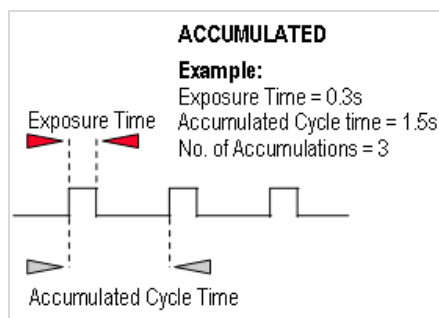 ACCUMULATED
Example:
Exposure Time = 0.3s
Accumulated Cycle time = 1.5s
No. of Accumulations = 3
Exposure Time
Accumulated Cycle Time